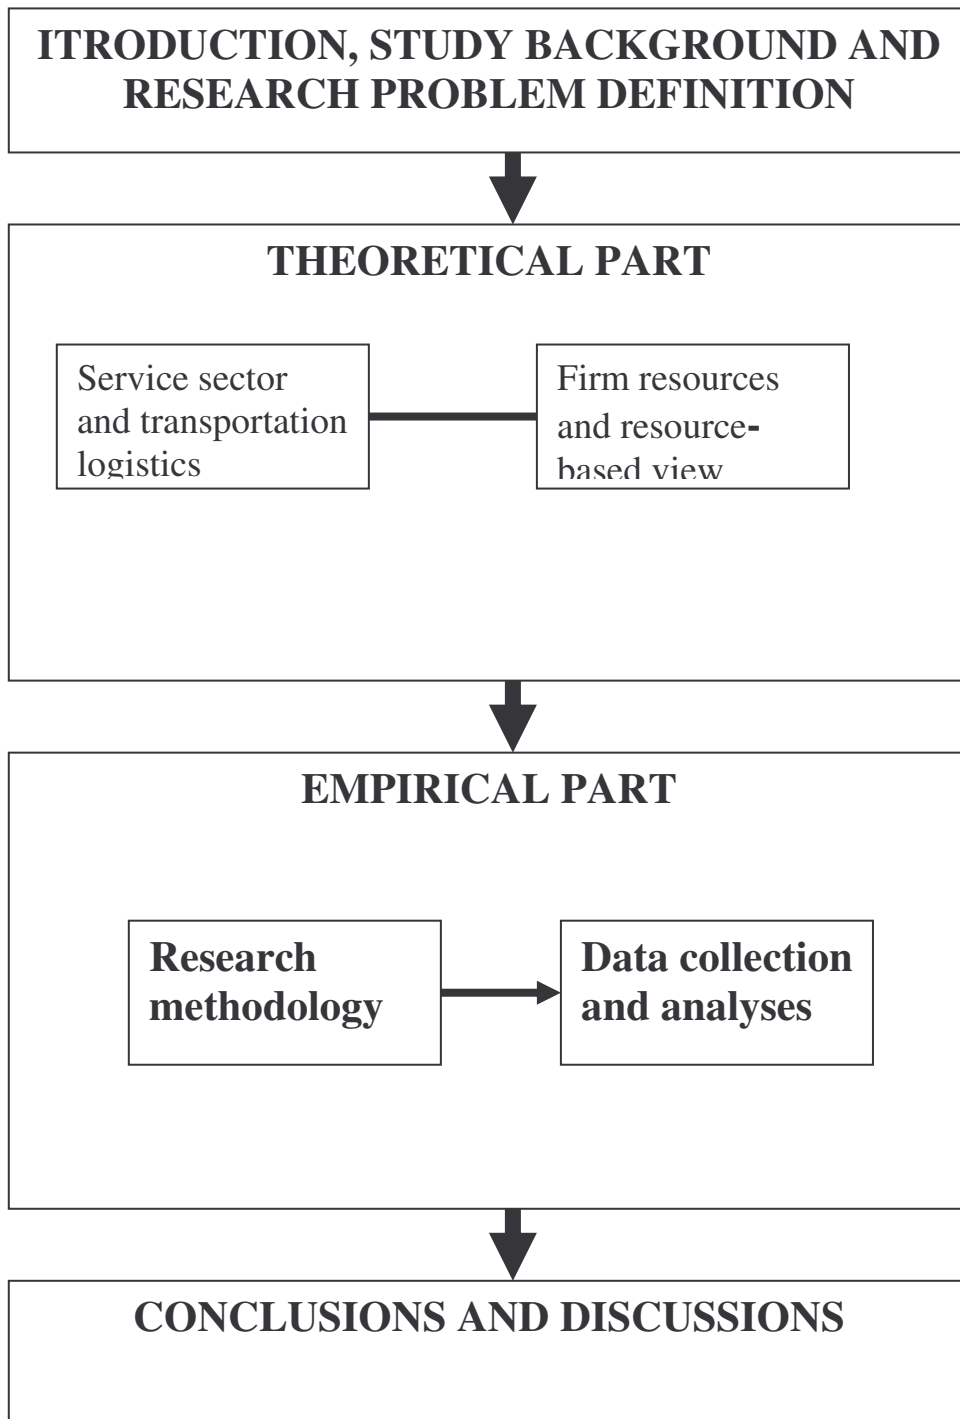 ITRODUCTION, STUDY BACKGROUND AND
RESEARCH PROBLEM DEFINITION
THEORETICAL PART
Service sector
and transportation
logistics
Firm resources
and resource-
based view
EMPIRICAL PART
Research
methodology
Data collection
and analyses
CONCLUSIONS AND DISCUSSIONS